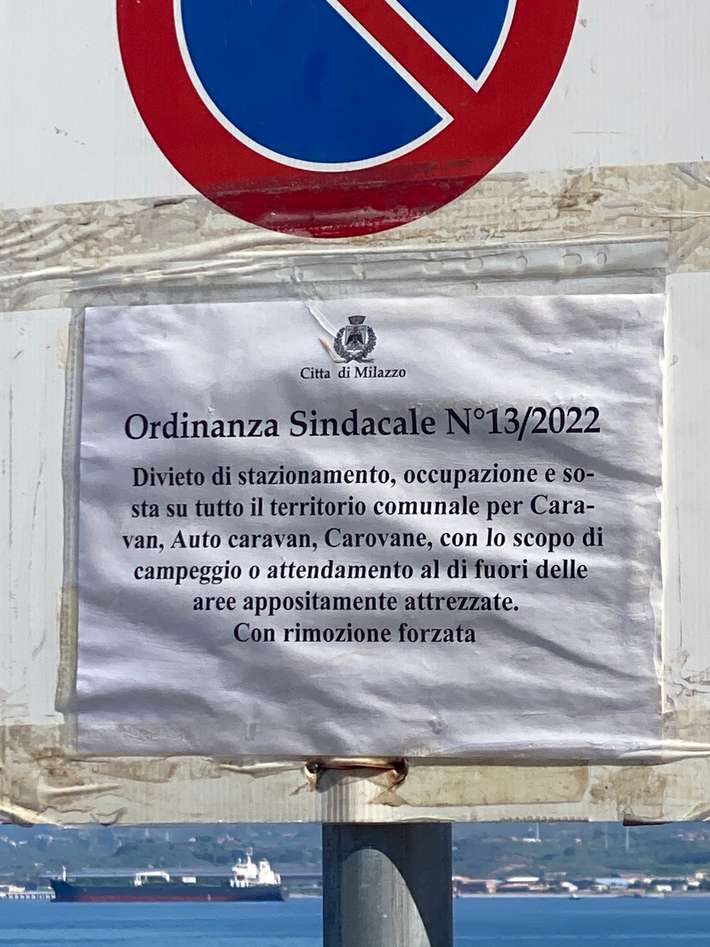 Citta di Milazzo
Ordinanza Sindacale N°13/2022
Divieto di stazionamento, occupazione e so-
sta su tutto il territorio comunale per Cara-
van, Auto caravan, Carovane, con lo scopo di
campeggio o attendamento al di fuori delle
aree appositamente attrezzate.
Con rimozione forzata